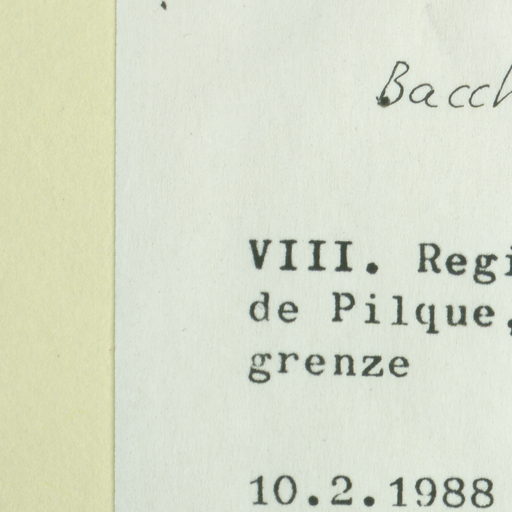 Bacch
VIII. Regi
de Pilque,
grenze
10.2.1988